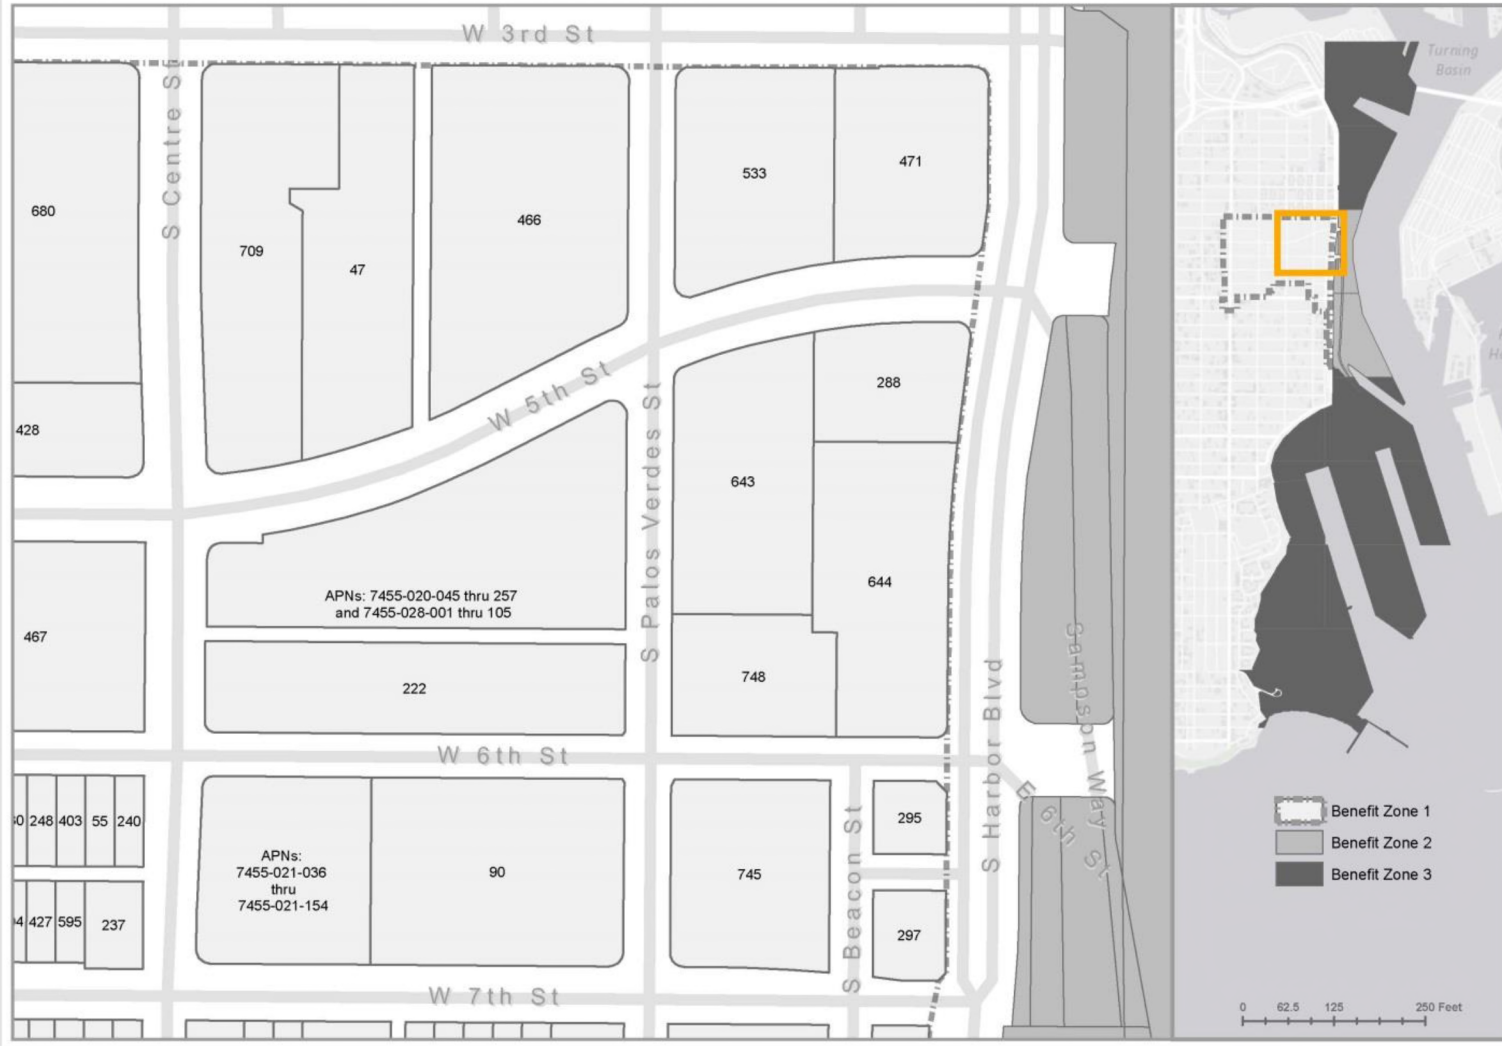 W 3rd St
Turning
Basin
S Centre St
680
709
47
466
533
471
428
W 5th St
S Palos Verdes St
288
643
644
APNs: 7455-020-045 thru 257
and 7455-028-001 thru 105
467
222
748
S Harbor Blvd
Sampson Way
W 6th St
E 6th St
248
403
55
240
APNs:
7455-021-036
thru
7455-021-154
90
745
S Beacon St
295
427
595
237
297
W 7th St
Benefit Zone 1
Benefit Zone 2
Benefit Zone 3
0 62.5 125 250 Feet